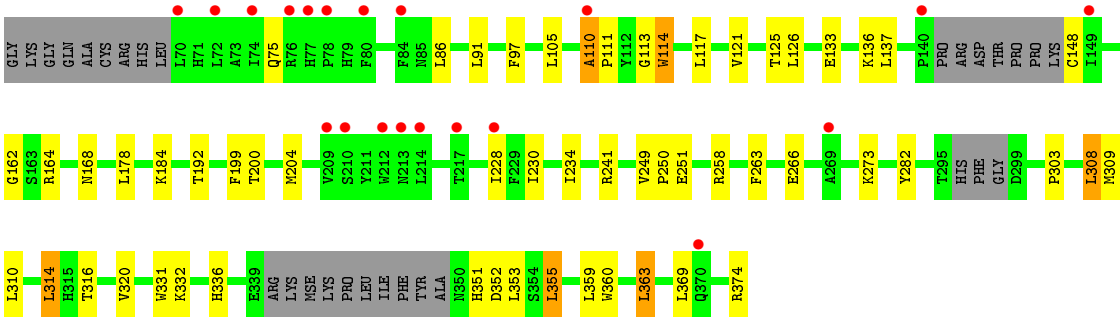 GLY LYS GLY GLN ALA CYS ARG HIS LEU L70 H71 L72 A73 I74 Q75 R76 H77 P78 H79 F80 F84 N85 L86 L91 F97 L105 A110 P111 Y112 G113 W114 L117 V121 T125 L126 E133 K136 L137 P140 PRO ARG ASP THR PRO PRO LYS C148 I149
G162 S163 R164 N168 L178 K184 T192 F199 T200 M204 V209 S210 Y211 W212 N213 L214 T217 I228 F229 I230 I234 R241 V249 P250 E251 R258 F263 E266 A269 K273 Y282 T295 HIS PHE GLY D299 P303 L308 M309
L310 L314 H315 T316 V320 W331 K332 H336 E339 ARG LYS MSE LYS PRO LEU ILE PHE TYR ALA N350 H351 D352 L353 S354 L355 L359 W360 L363 L369 Q370 R374